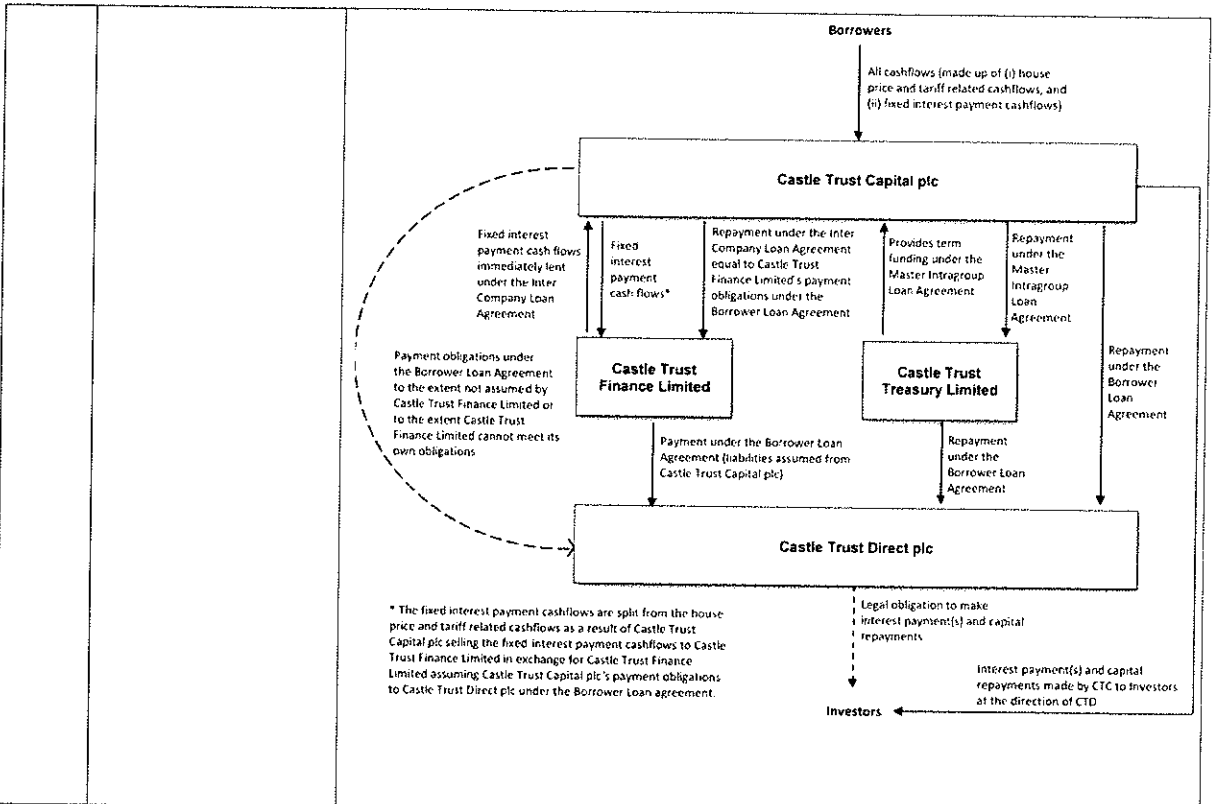 Borrowers
All cashflows (made up of (i) house
price and tariff related cashflows, and
(ii) fixed interest payment cashflows)
Castle Trust Capital plc
Fixed interest
payment cash flows
immediately lent
under the Inter
Company Loan
Agreement
Fixed
interest
payment
cash flows*
Repayment under the Inter
Company Loan Agreement
equal to Castle Trust
Finance Limited's payment
obligations under the
Borrower Loan Agreement
Provides term
funding under the
Master Intragroup
Loan Agreement
Repayment
under the
Master
Intragroup
Loan
Agreement
Repayment
under the
Borrower
Loan
Agreement
Payment obligations under
the Borrower Loan Agreement
to the extent not assumed by
Castle Trust Finance Limited or
to the extent Castle Trust
Finance Limited cannot meet its
own obligations
Castle Trust
Finance Limited
Castle Trust
Treasury Limited
Payment under the Borrower Loan
Agreement (liabilities assumed from
Castle Trust Capital plc)
Repayment
under the
Borrower Loan
Agreement
Castle Trust Direct plc
* The fixed interest payment cashflows are split from the house
price and tariff related cashflows as a result of Castle Trust
Capital plc selling the fixed interest payment cashflows to Castle
Trust Finance Limited in exchange for Castle Trust Finance
Limited assuming Castle Trust Capital plc's payment obligations
to Castle Trust Direct plc under the Borrower Loan agreement.
Legal obligation to make
interest payment(s) and capital
repayments
Interest payment(s) and capital
repayments made by CTC to Investors
at the direction of CTD
Investors